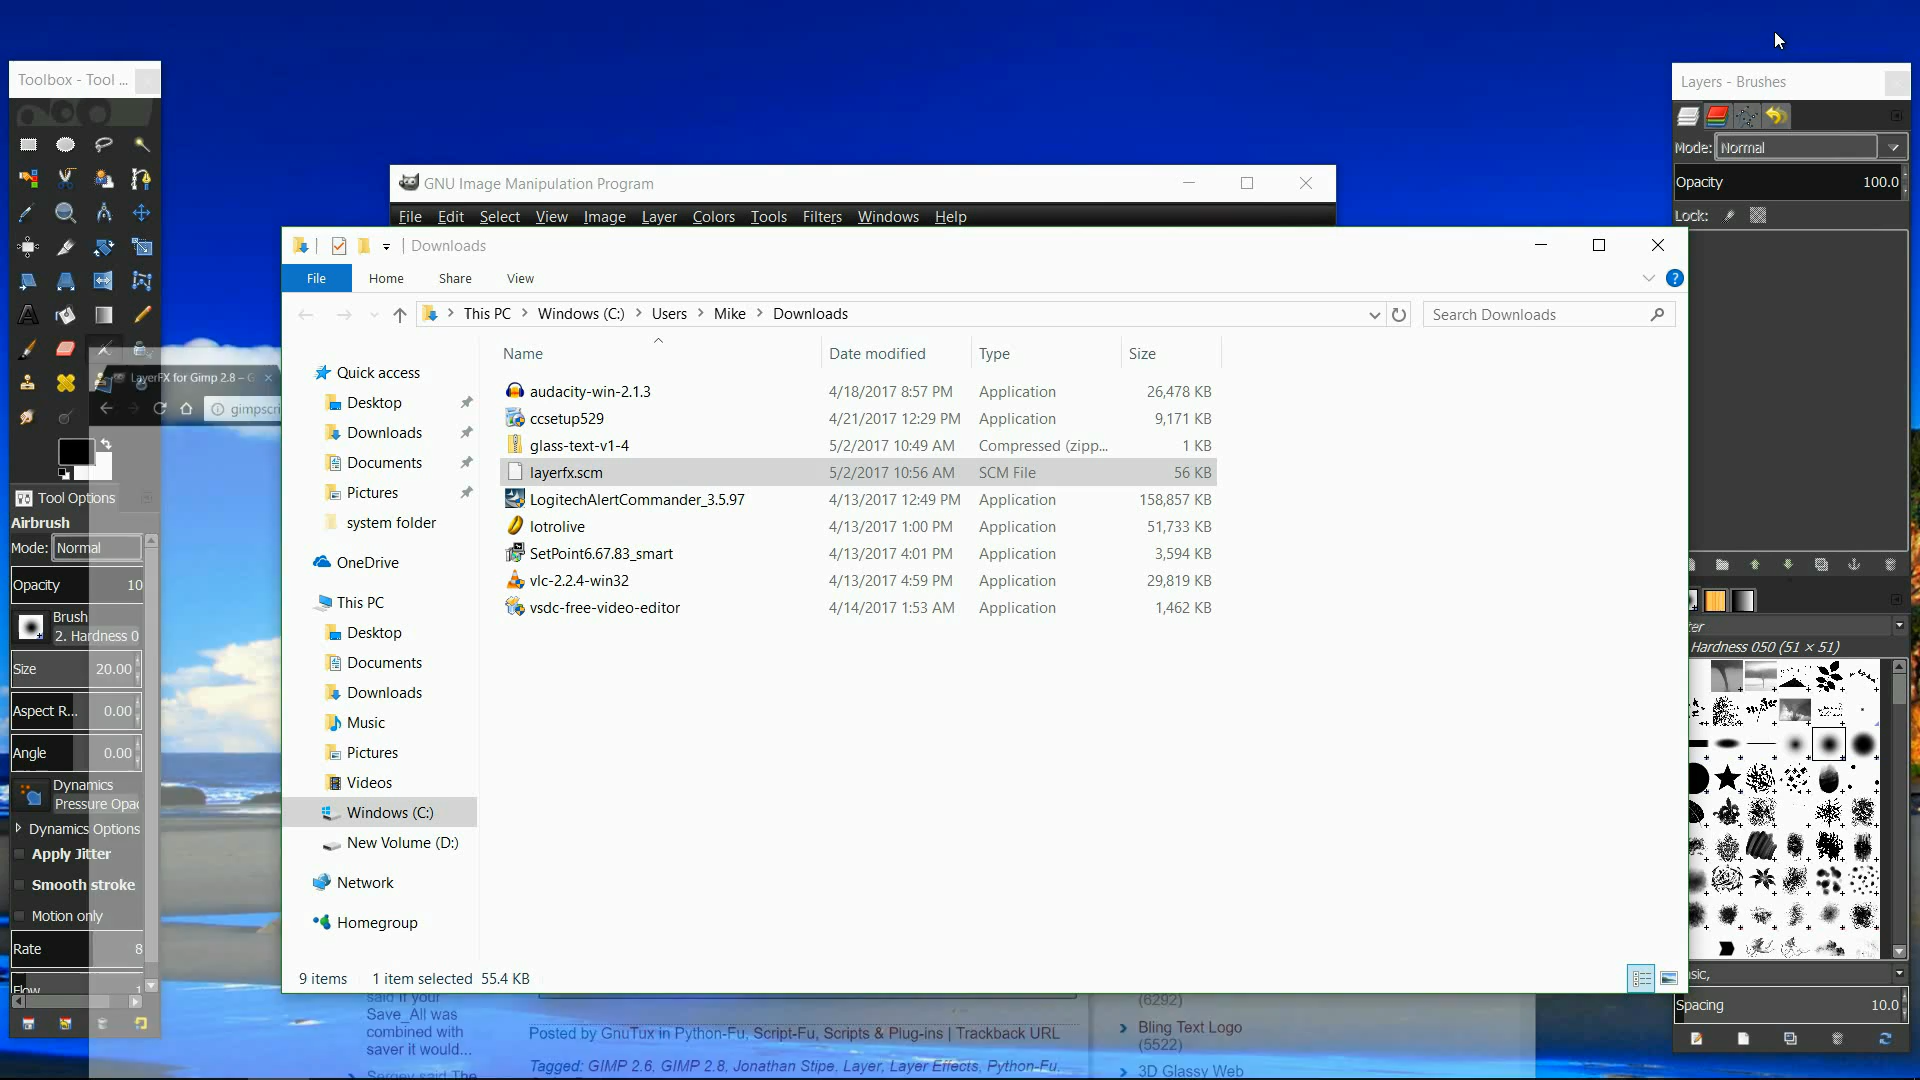 Toolbox - Tool ...
Layers - Brushes
Mode: Normal
Opacity 100.0
Lock:
GNU Image Manipulation Program
File Edit Select View Image Layer Colors Tools Filters Windows Help
Downloads
File Home Share View
This PC > Windows (C:) > Users > Mike > Downloads
Search Downloads
Name Date modified Type Size
audacity-win-2.1.3 4/18/2017 8:57 PM Application 26,478 KB
ccsetup529 4/21/2017 12:29 PM Application 9,171 KB
glass-text-v1-4 5/2/2017 10:49 AM Compressed (zipp... 1 KB
layerfx.scm 5/2/2017 10:56 AM SCM File 56 KB
LogitechAlertCommander_3.5.97 4/13/2017 12:49 PM Application 158,857 KB
lotrolive 4/13/2017 1:00 PM Application 51,733 KB
SetPoint6.67.83_smart 4/13/2017 4:01 PM Application 3,594 KB
vlc-2.2.4-win32 4/13/2017 4:59 PM Application 29,819 KB
vsdc-free-video-editor 4/14/2017 1:53 AM Application 1,462 KB
Quick access
Desktop
Downloads
Documents
Pictures
system folder
OneDrive
This PC
Desktop
Documents
Downloads
Music
Pictures
Videos
Windows (C:)
New Volume (D:)
Network
Homegroup
9 items 1 item selected 55.4 KB
LayerFX for Gimp 2.8 – G
gimpscri
Tool Options
Airbrush
Mode: Normal
Opacity 10
Brush
2. Hardness 0
Size 20.00
Aspect R... 0.00
Angle 0.00
Dynamics
Pressure Opac
Dynamics Options
Apply Jitter
Smooth stroke
Motion only
Rate 8
Flow 1
Hardness 050 (51 × 51)
Spacing 10.0
said If your
Save_All was
combined with
saver it would...
Sergey said The
Posted by GnuTux in Python-Fu, Script-Fu, Scripts & Plug-ins | Trackback URL
Tagged: GIMP 2.6, GIMP 2.8, Jonathan Stipe, Layer, Layer Effects, Python-Fu,
(6292)
Bling Text Logo
(5522)
3D Glassy Web